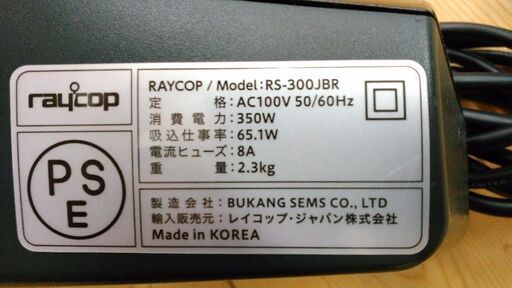 raycop
RAYCOP / Model:RS-300JBR
定 格:AC100V 50/60Hz
消費電力:350W
吸込仕事率:65.1W
電流ヒューズ:8A
重 量:2.3kg
PS
E
製造会社:BUKANG SEMS CO., LTD
輸入販売元:レイコップ・ジャパン株式会社
Made in KOREA